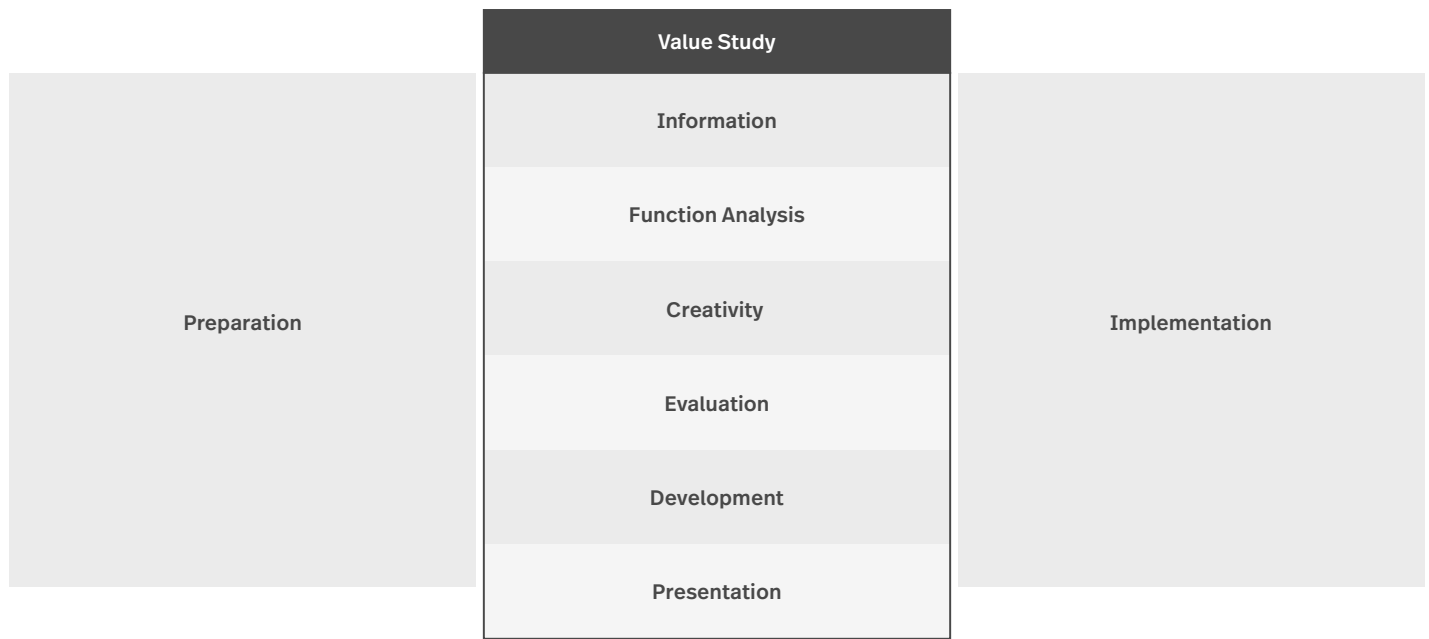 Preparation
Value Study
Information
Function Analysis
Creativity
Evaluation
Development
Presentation
Implementation